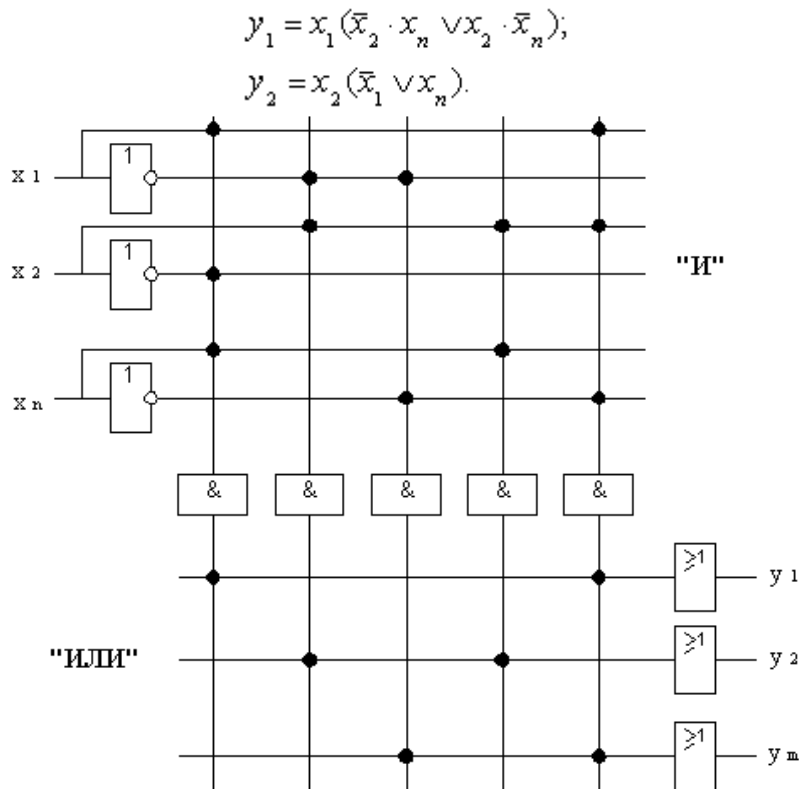 y₁ = x₁(x̄₂ · xₙ ∨ x₂ · x̄ₙ);
y₂ = x₂(x̄₁ ∨ xₙ).
1
x 1
1
x 2
"И"
1
x n
& & & & &
≥1
y 1
"ИЛИ"
≥1
y 2
≥1
y m